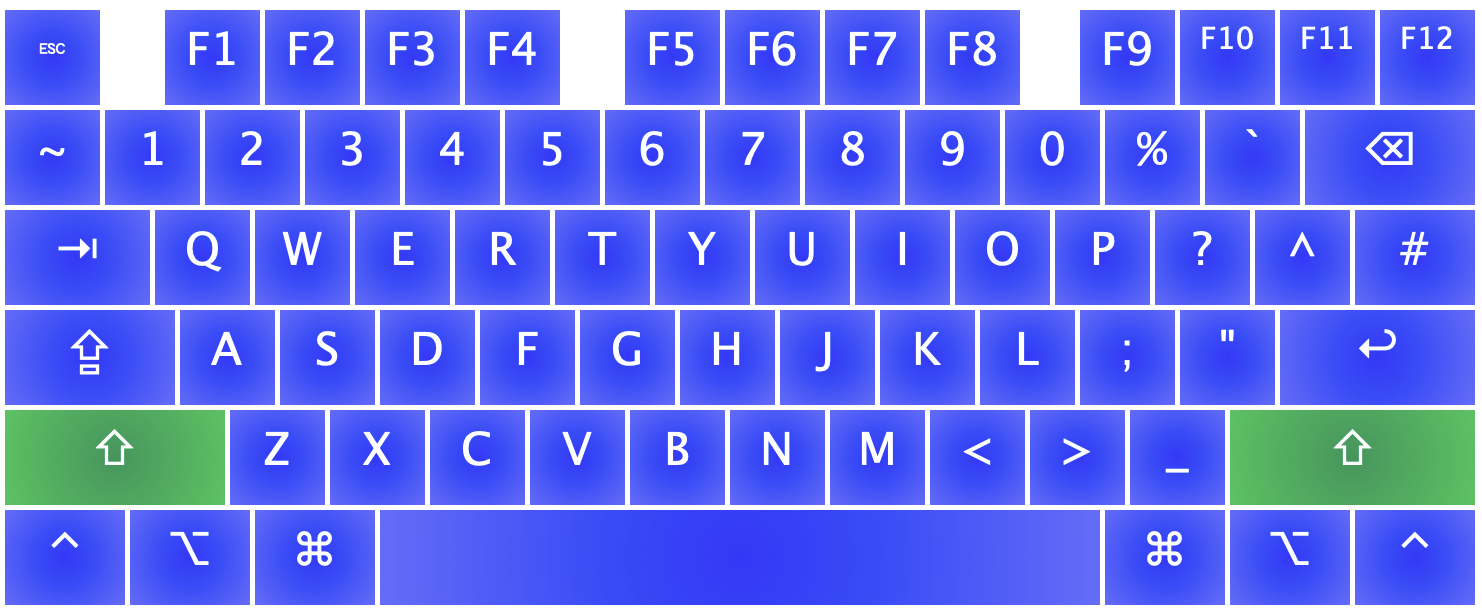 ESC F1 F2 F3 F4 F5 F6 F7 F8 F9 F10 F11 F12
~ 1 2 3 4 5 6 7 8 9 0 % ` ⌫
⇥ Q W E R T Y U I O P ? ^ #
⇪ A S D F G H J K L ; " ↩
⇧ Z X C V B N M < > _ ⇧
⌃ ⌥ ⌘ ⌘ ⌥ ⌃